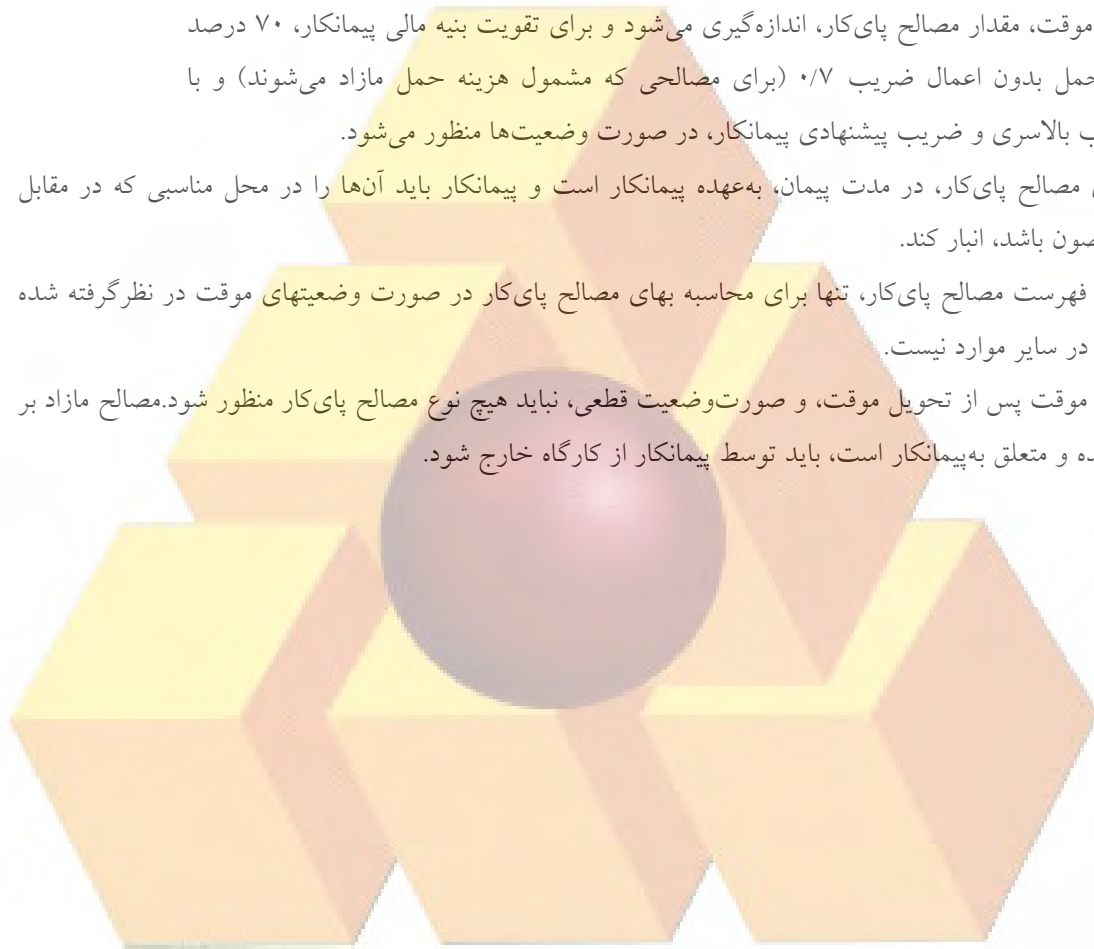 موقت، مقدار مصالح پای‌کار، اندازه‌گیری می‌شود و برای تقویت بنیه مالی پیمانکار، ۷۰ درصد
حمل بدون اعمال ضریب ۰/۷ (برای مصالحی که مشمول هزینه حمل مازاد می‌شوند) و با
ب بالاسری و ضریب پیشنهادی پیمانکار، در صورت وضعیت‌ها منظور می‌شود.
مصالح پای‌کار، در مدت پیمان، به‌عهده پیمانکار است و پیمانکار باید آن‌ها را در محل مناسبی که در مقابل
صون باشد، انبار کند.
فهرست مصالح پای‌کار، تنها برای محاسبه بهای مصالح پای‌کار در صورت وضعیتهای موقت در نظرگرفته شده
در سایر موارد نیست.
موقت پس از تحویل موقت، و صورت‌وضعیت قطعی، نباید هیچ نوع مصالح پای‌کار منظور شود.مصالح مازاد بر
ده و متعلق به‌پیمانکار است، باید توسط پیمانکار از کارگاه خارج شود.